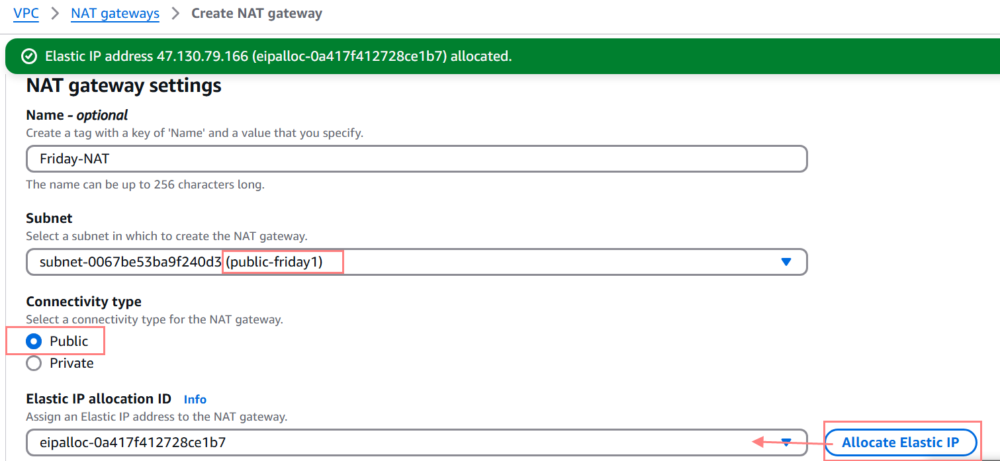 VPC > NAT gateways > Create NAT gateway
Elastic IP address 47.130.79.166 (eipalloc-0a417f412728ce1b7) allocated.
NAT gateway settings
Name - optional
Create a tag with a key of 'Name' and a value that you specify.
Friday-NAT
The name can be up to 256 characters long.
Subnet
Select a subnet in which to create the NAT gateway.
subnet-0067be53ba9f240d3 (public-friday1)
Connectivity type
Select a connectivity type for the NAT gateway.
Public
Private
Elastic IP allocation ID Info
Assign an Elastic IP address to the NAT gateway.
eipalloc-0a417f412728ce1b7 Allocate Elastic IP